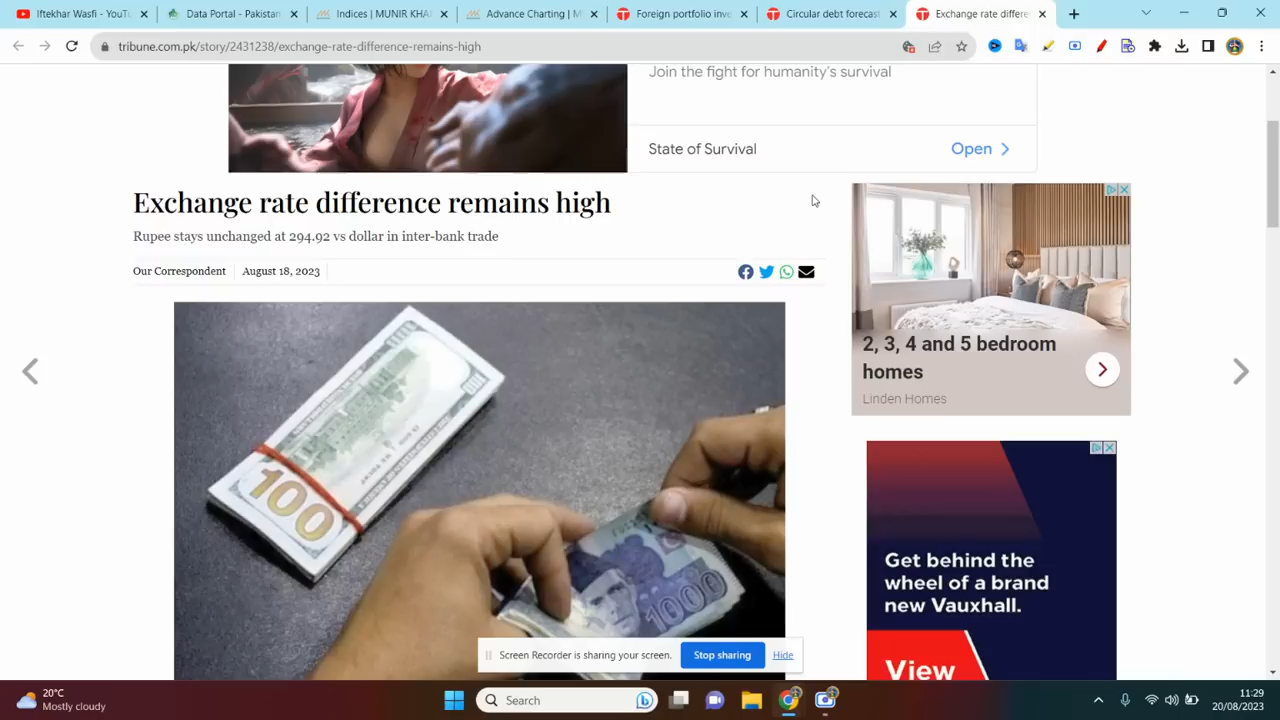 Iftekhar Wasfi - YouT
Data Portal - Pakistan
Indices | MUNIR KHA
Advance Charting | M
Foreign portfolio inve
Circular debt forecast
Exchange rate differe
tribune.com.pk/story/2431238/exchange-rate-difference-remains-high
Join the fight for humanity's survival
State of Survival
Open
Exchange rate difference remains high
Rupee stays unchanged at 294.92 vs dollar in inter-bank trade
Our Correspondent
August 18, 2023
100
1000
2, 3, 4 and 5 bedroom
homes
Linden Homes
Get behind the
wheel of a brand
new Vauxhall.
View
Screen Recorder is sharing your screen.
Stop sharing
Hide
20°C
Mostly cloudy
Search
11:29
20/08/2023